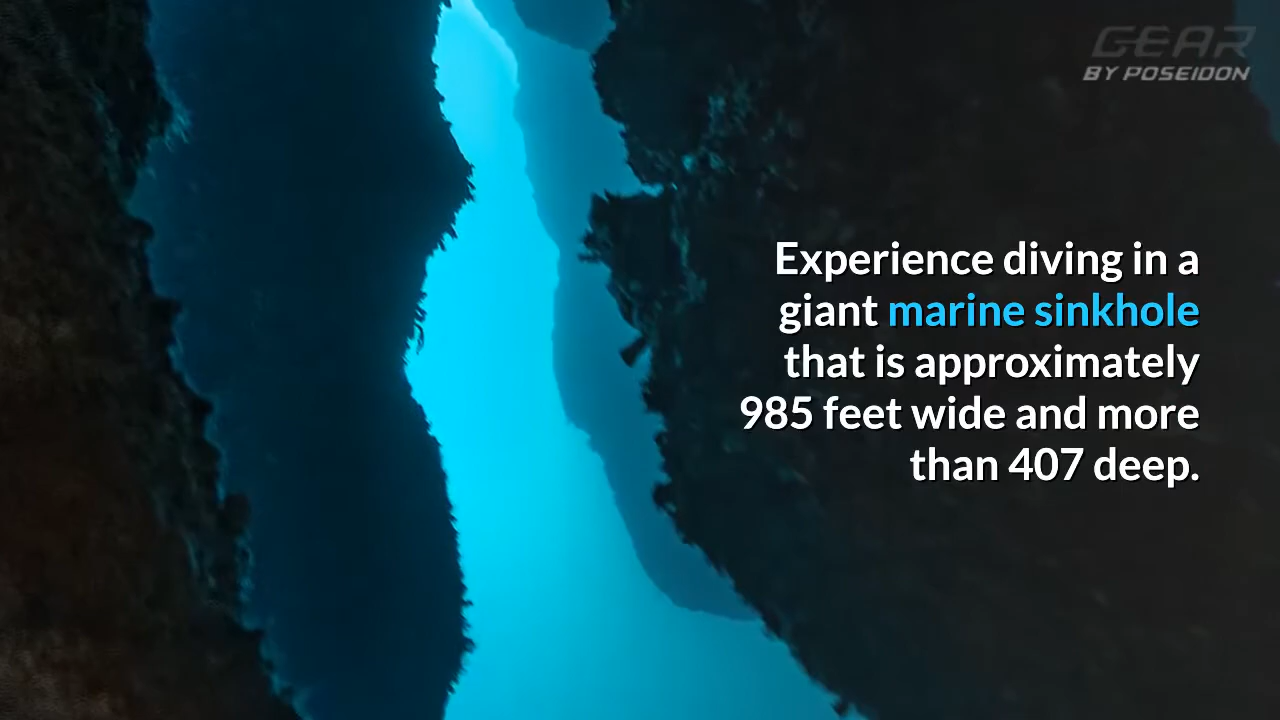 GEAR
BY POSEIDON
Experience diving in a
giant marine sinkhole
that is approximately
985 feet wide and more
than 407 deep.